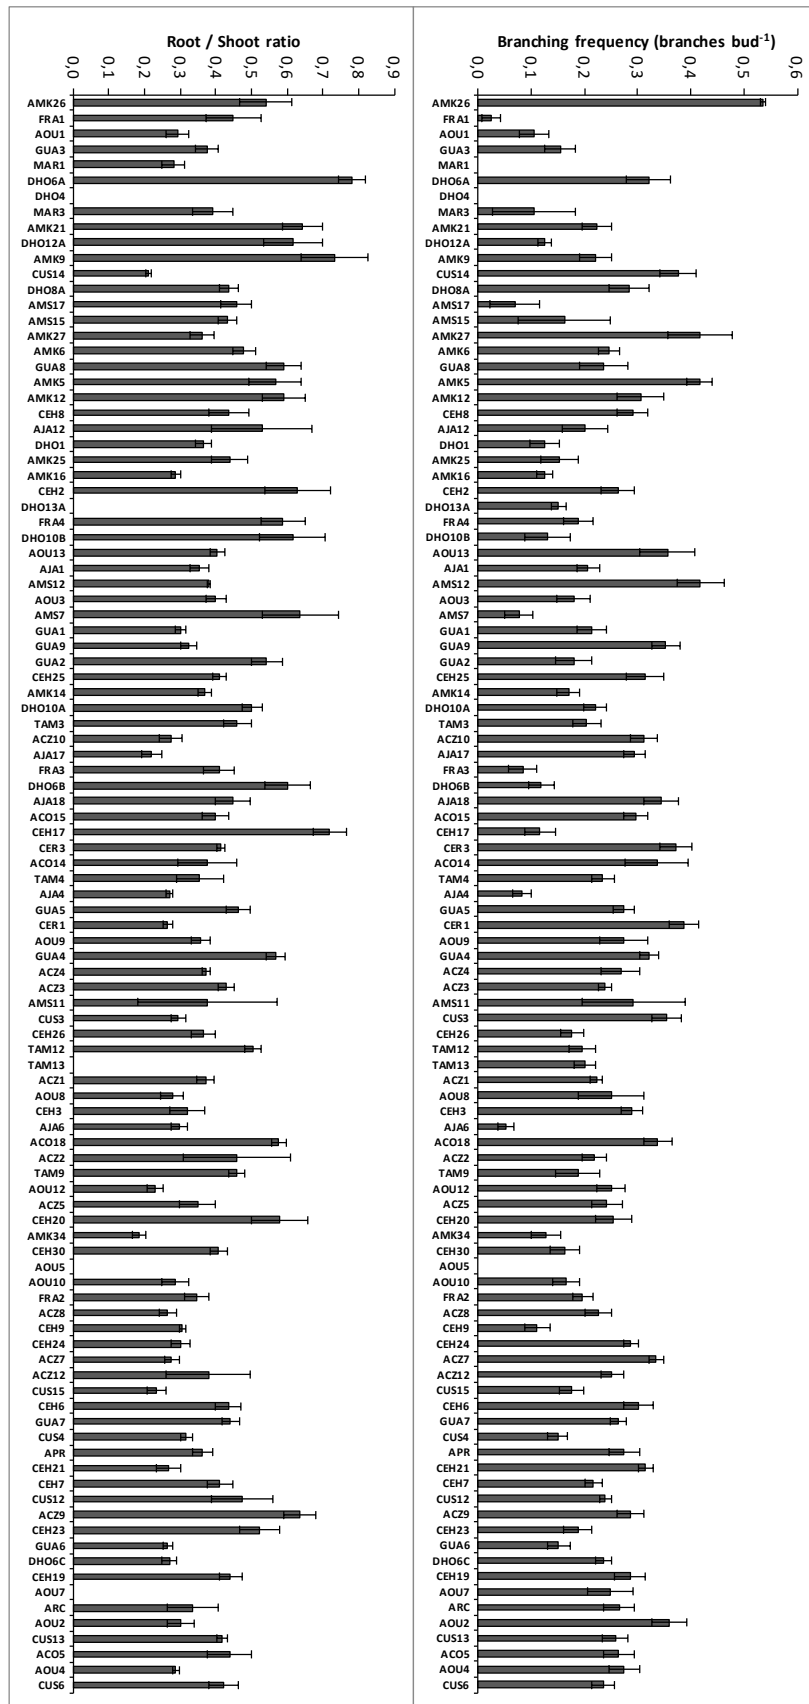 Root / Shoot ratio
0,0
0,1
0,2
0,3
0,4
0,5
0,6
0,7
0,8
0,9
AMK26
FRA1
AOU1
GUA3
MAR1
DHO6A
DHO4
MAR3
AMK21
DHO12A
AMK9
CUS14
DHO8A
AMS17
AMS15
AMK27
AMK6
GUA8
AMK5
AMK12
CEH8
AJA12
DHO1
AMK25
AMK16
CEH2
DHO13A
FRA4
DHO10B
AOU13
AJA1
AMS12
AOU3
AMS7
GUA1
GUA9
GUA2
CEH25
AMK14
DHO10A
TAM3
ACZ10
AJA17
FRA3
DHO6B
AJA18
ACO15
CEH17
CER3
ACO14
TAM4
AJA4
GUA5
CER1
AOU9
GUA4
ACZ4
ACZ3
AMS11
CUS3
CEH26
TAM12
TAM13
ACZ1
AOU8
CEH3
AJA6
ACO18
ACZ2
TAM9
AOU12
ACZ5
CEH20
AMK34
CEH30
AOU5
AOU10
FRA2
ACZ8
CEH9
CEH24
ACZ7
ACZ12
CUS15
CEH6
GUA7
CUS4
APR
CEH21
CEH7
CUS12
ACZ9
CEH23
GUA6
DHO6C
CEH19
AOU7
ARC
AOU2
CUS13
ACO5
AOU4
CUS6
Branching frequency (branches bud⁻¹)
0,0
0,1
0,2
0,3
0,4
0,5
0,6
AMK26
FRA1
AOU1
GUA3
MAR1
DHO6A
DHO4
MAR3
AMK21
DHO12A
AMK9
CUS14
DHO8A
AMS17
AMS15
AMK27
AMK6
GUA8
AMK5
AMK12
CEH8
AJA12
DHO1
AMK25
AMK16
CEH2
DHO13A
FRA4
DHO10B
AOU13
AJA1
AMS12
AOU3
AMS7
GUA1
GUA9
GUA2
CEH25
AMK14
DHO10A
TAM3
ACZ10
AJA17
FRA3
DHO6B
AJA18
ACO15
CEH17
CER3
ACO14
TAM4
AJA4
GUA5
CER1
AOU9
GUA4
ACZ4
ACZ3
AMS11
CUS3
CEH26
TAM12
TAM13
ACZ1
AOU8
CEH3
AJA6
ACO18
ACZ2
TAM9
AOU12
ACZ5
CEH20
AMK34
CEH30
AOU5
AOU10
FRA2
ACZ8
CEH9
CEH24
ACZ7
ACZ12
CUS15
CEH6
GUA7
CUS4
APR
CEH21
CEH7
CUS12
ACZ9
CEH23
GUA6
DHO6C
CEH19
AOU7
ARC
AOU2
CUS13
ACO5
AOU4
CUS6